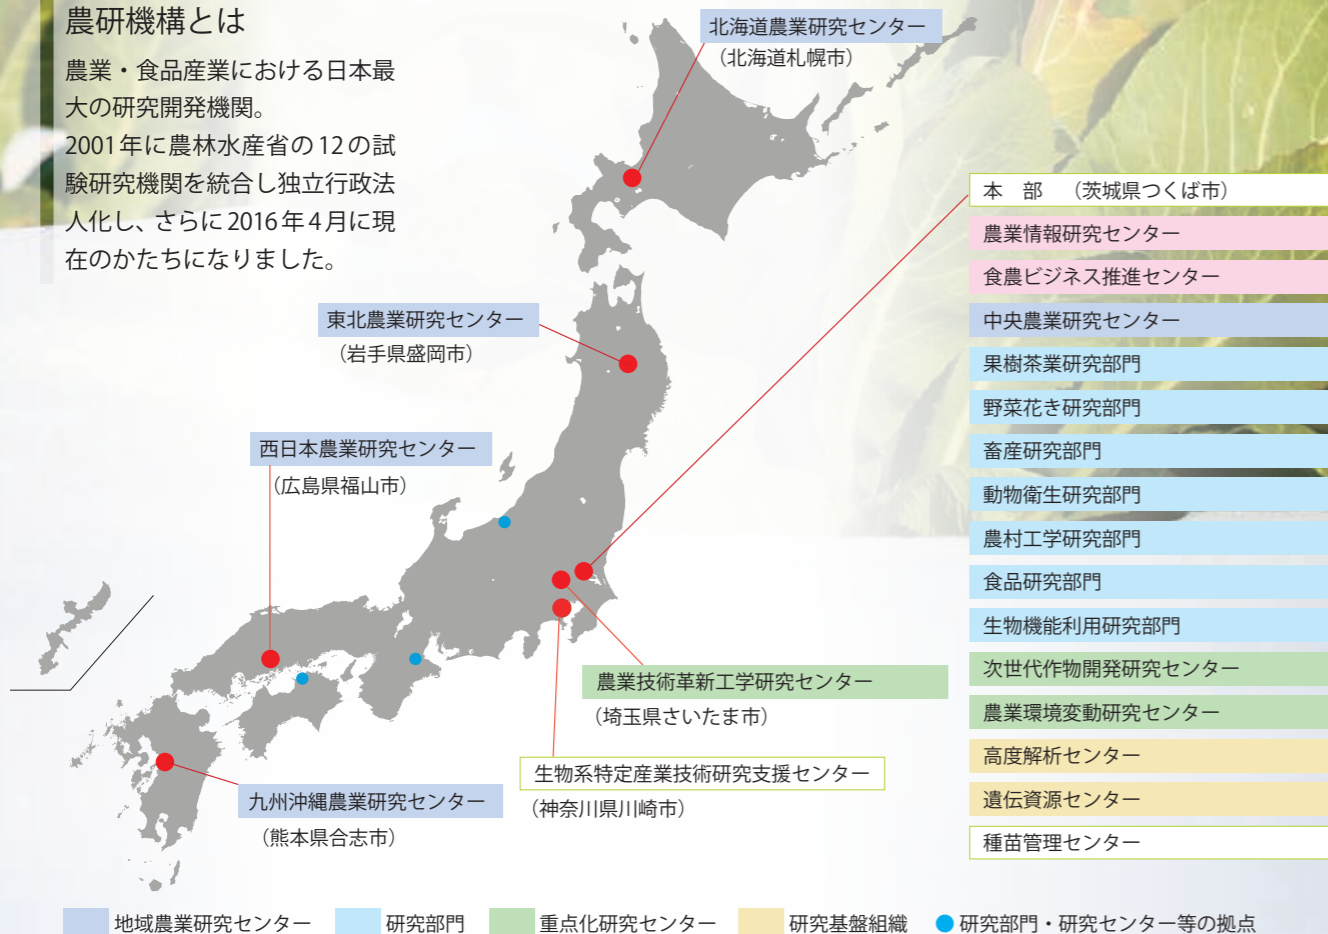 農研機構とは
農業・食品産業における日本最
大の研究開発機関。
2001年に農林水産省の12の試
験研究機関を統合し独立行政法
人化し、さらに2016年4月に現
在のかたちになりました。
北海道農業研究センター
（北海道札幌市）
東北農業研究センター
（岩手県盛岡市）
西日本農業研究センター
（広島県福山市）
九州沖縄農業研究センター
（熊本県合志市）
農業技術革新工学研究センター
（埼玉県さいたま市）
生物系特定産業技術研究支援センター
（神奈川県川崎市）
本　部　（茨城県つくば市）
農業情報研究センター
食農ビジネス推進センター
中央農業研究センター
果樹茶業研究部門
野菜花き研究部門
畜産研究部門
動物衛生研究部門
農村工学研究部門
食品研究部門
生物機能利用研究部門
次世代作物開発研究センター
農業環境変動研究センター
高度解析センター
遺伝資源センター
種苗管理センター
地域農業研究センター　研究部門　重点化研究センター　研究基盤組織　研究部門・研究センター等の拠点